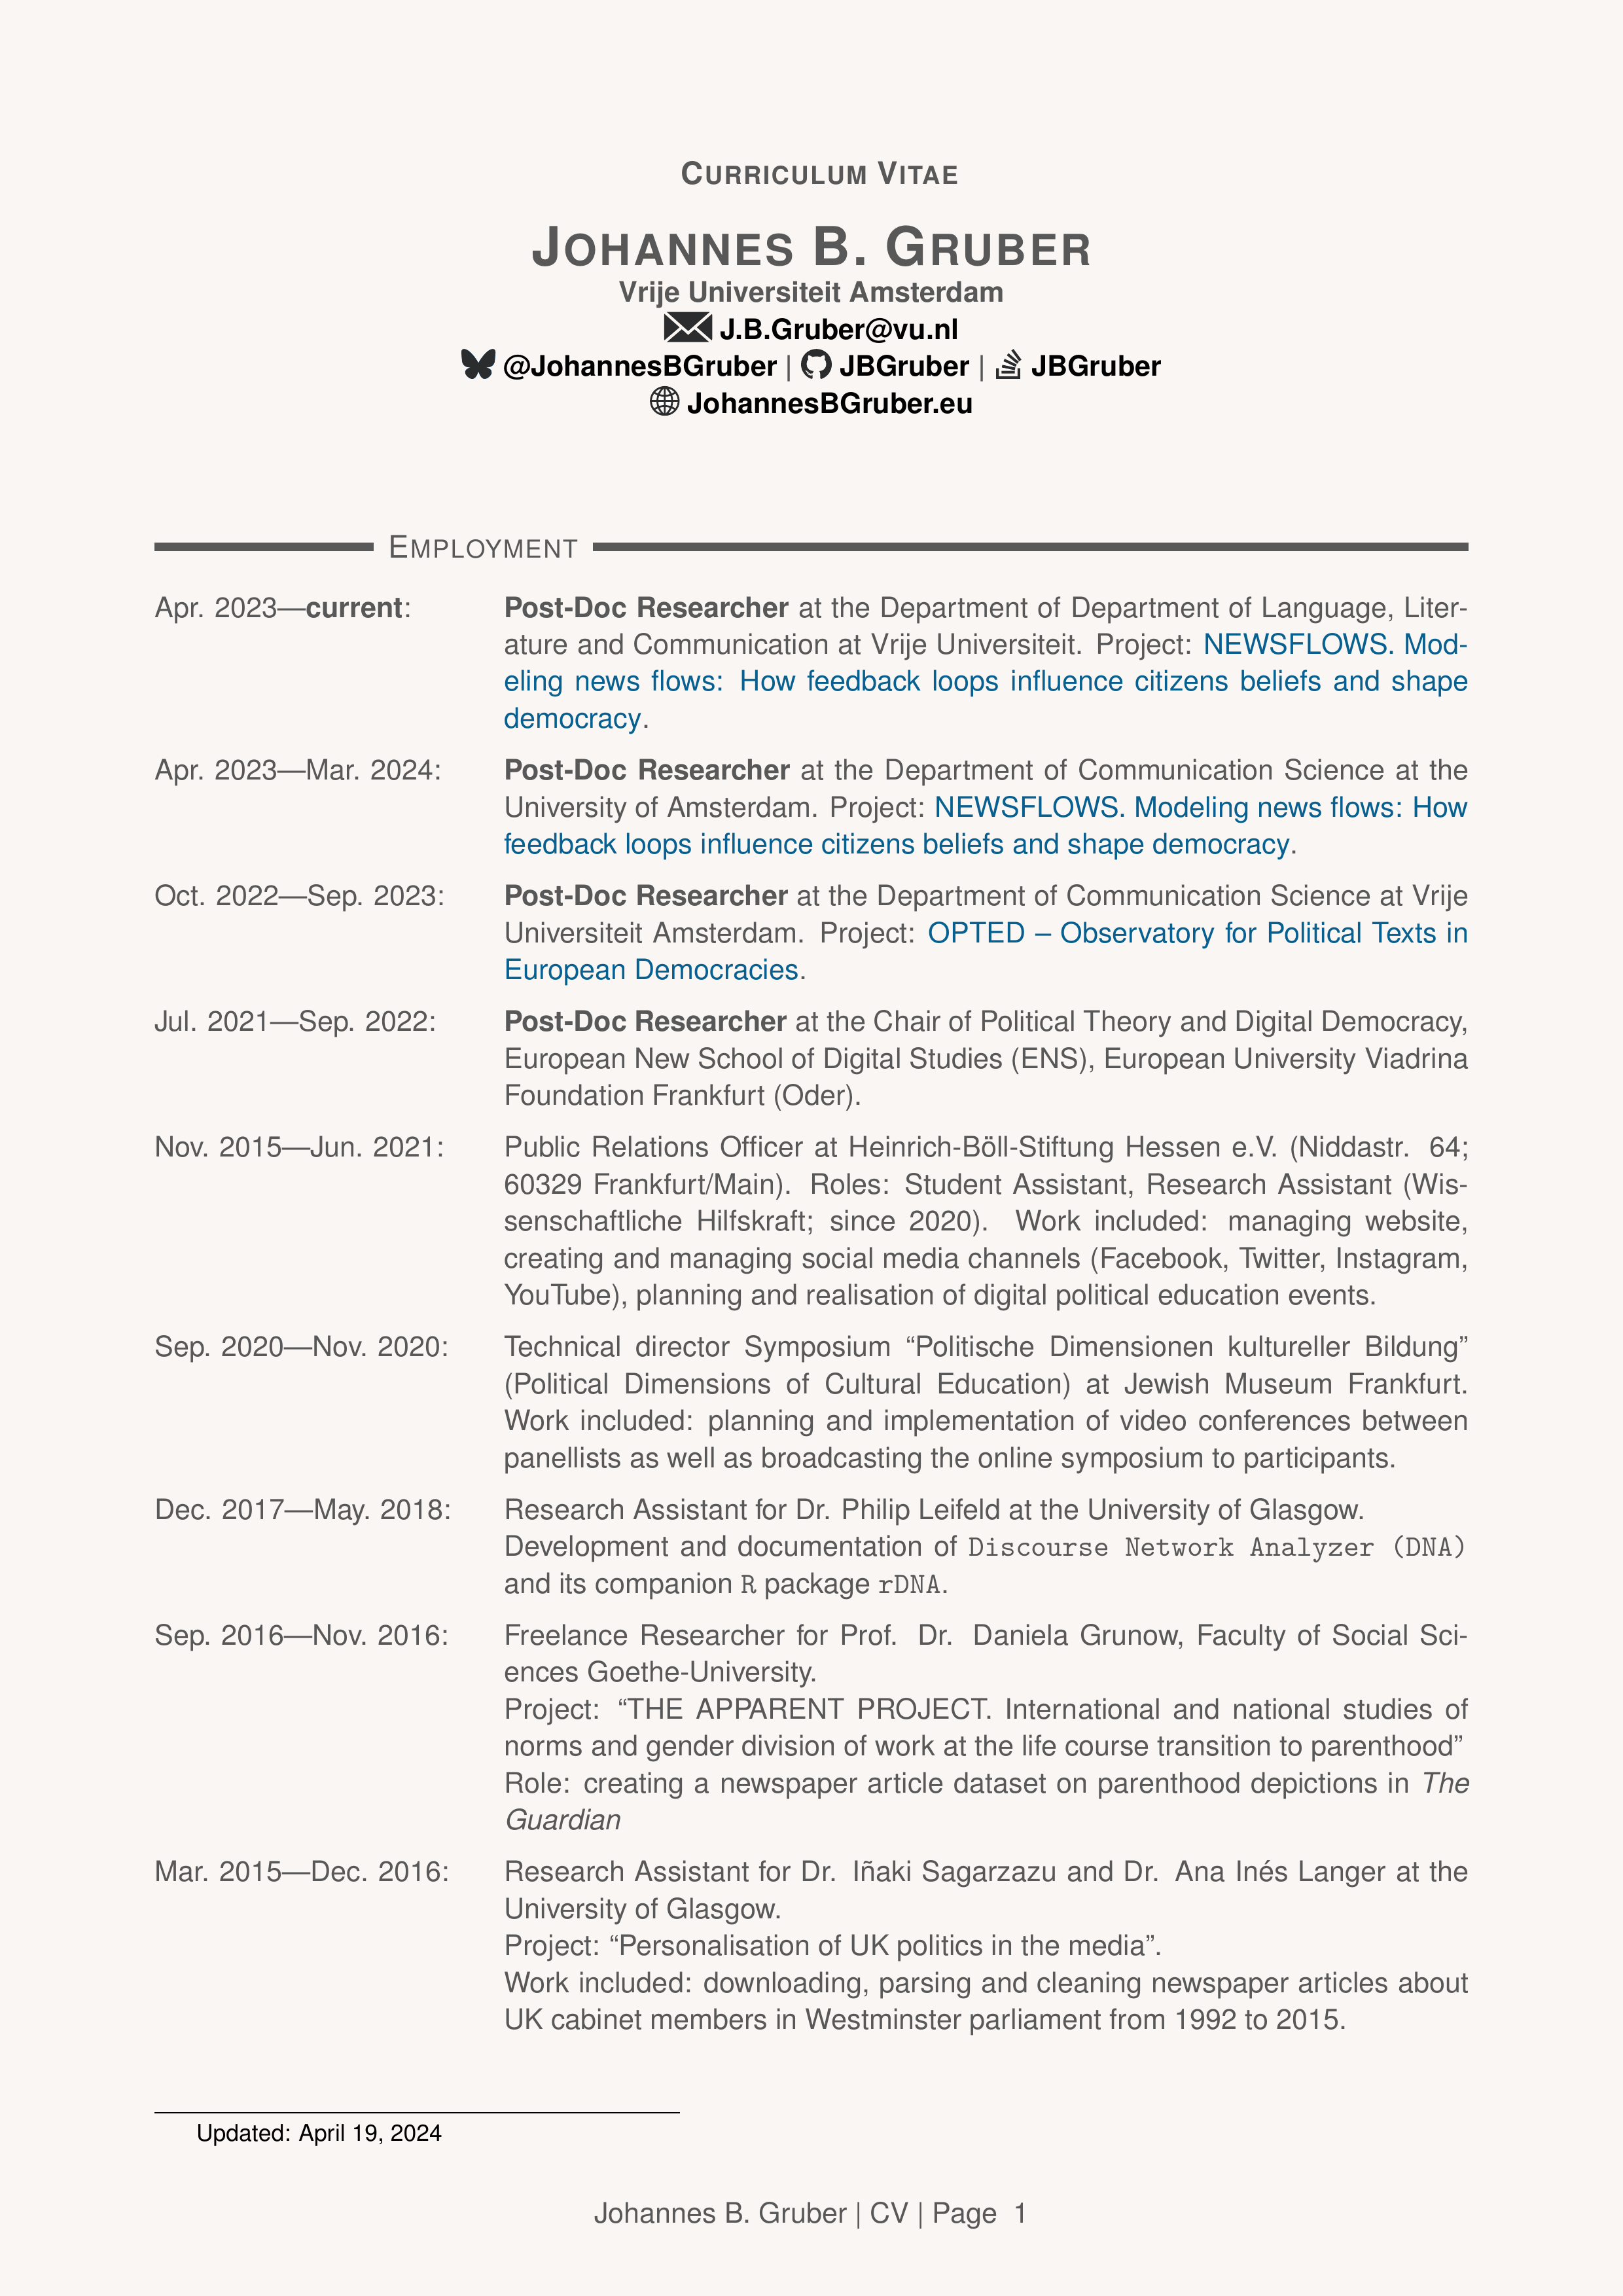 CURRICULUM VITAE
JOHANNES B. GRUBER
Vrije Universiteit Amsterdam
J.B.Gruber@vu.nl
@JohannesBGruber | JBGruber | JBGruber
JohannesBGruber.eu
EMPLOYMENT
Apr. 2023—current: Post-Doc Researcher at the Department of Department of Language, Liter-
ature and Communication at Vrije Universiteit. Project: NEWSFLOWS. Mod-
eling news flows: How feedback loops influence citizens beliefs and shape
democracy.
Apr. 2023—Mar. 2024: Post-Doc Researcher at the Department of Communication Science at the
University of Amsterdam. Project: NEWSFLOWS. Modeling news flows: How
feedback loops influence citizens beliefs and shape democracy.
Oct. 2022—Sep. 2023: Post-Doc Researcher at the Department of Communication Science at Vrije
Universiteit Amsterdam. Project: OPTED – Observatory for Political Texts in
European Democracies.
Jul. 2021—Sep. 2022: Post-Doc Researcher at the Chair of Political Theory and Digital Democracy,
European New School of Digital Studies (ENS), European University Viadrina
Foundation Frankfurt (Oder).
Nov. 2015—Jun. 2021: Public Relations Officer at Heinrich-Böll-Stiftung Hessen e.V. (Niddastr. 64;
60329 Frankfurt/Main). Roles: Student Assistant, Research Assistant (Wis-
senschaftliche Hilfskraft; since 2020). Work included: managing website,
creating and managing social media channels (Facebook, Twitter, Instagram,
YouTube), planning and realisation of digital political education events.
Sep. 2020—Nov. 2020: Technical director Symposium “Politische Dimensionen kultureller Bildung”
(Political Dimensions of Cultural Education) at Jewish Museum Frankfurt.
Work included: planning and implementation of video conferences between
panellists as well as broadcasting the online symposium to participants.
Dec. 2017—May. 2018: Research Assistant for Dr. Philip Leifeld at the University of Glasgow.
Development and documentation of Discourse Network Analyzer (DNA)
and its companion R package rDNA.
Sep. 2016—Nov. 2016: Freelance Researcher for Prof. Dr. Daniela Grunow, Faculty of Social Sci-
ences Goethe-University.
Project: “THE APPARENT PROJECT. International and national studies of
norms and gender division of work at the life course transition to parenthood”
Role: creating a newspaper article dataset on parenthood depictions in The
Guardian
Mar. 2015—Dec. 2016: Research Assistant for Dr. Iñaki Sagarzazu and Dr. Ana Inés Langer at the
University of Glasgow.
Project: “Personalisation of UK politics in the media”.
Work included: downloading, parsing and cleaning newspaper articles about
UK cabinet members in Westminster parliament from 1992 to 2015.
Updated: April 19, 2024
Johannes B. Gruber | CV | Page 1